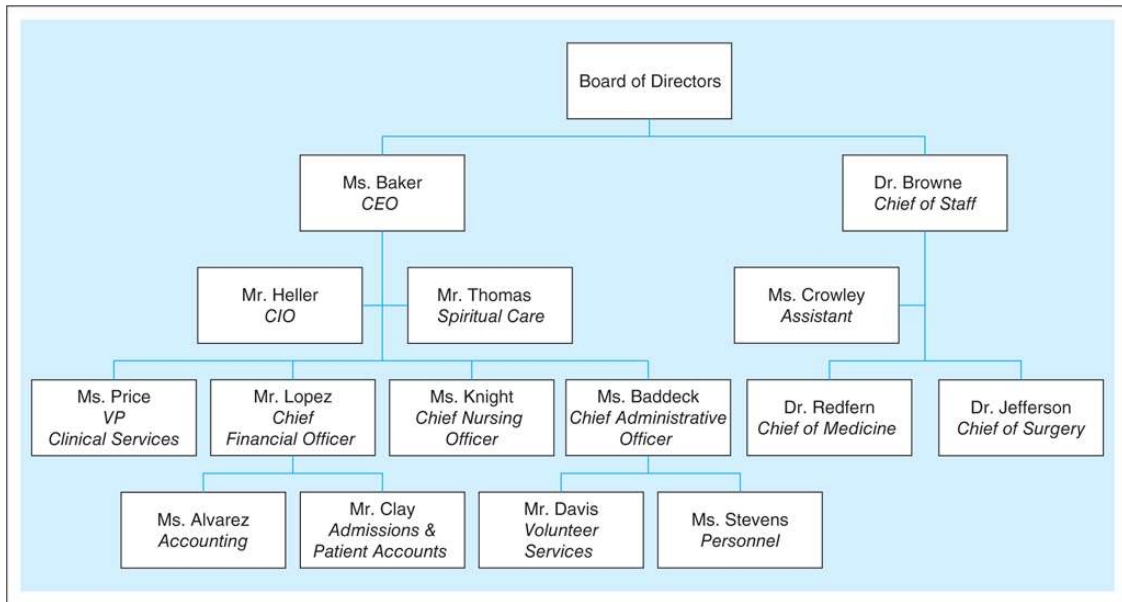 Board of Directors
Ms. Baker
CEO
Dr. Browne
Chief of Staff
Mr. Heller
CIO
Mr. Thomas
Spiritual Care
Ms. Crowley
Assistant
Ms. Price
VP
Clinical Services
Mr. Lopez
Chief
Financial Officer
Ms. Knight
Chief Nursing
Officer
Ms. Baddeck
Chief Administrative
Officer
Dr. Redfern
Chief of Medicine
Dr. Jefferson
Chief of Surgery
Ms. Alvarez
Accounting
Mr. Clay
Admissions &
Patient Accounts
Mr. Davis
Volunteer
Services
Ms. Stevens
Personnel